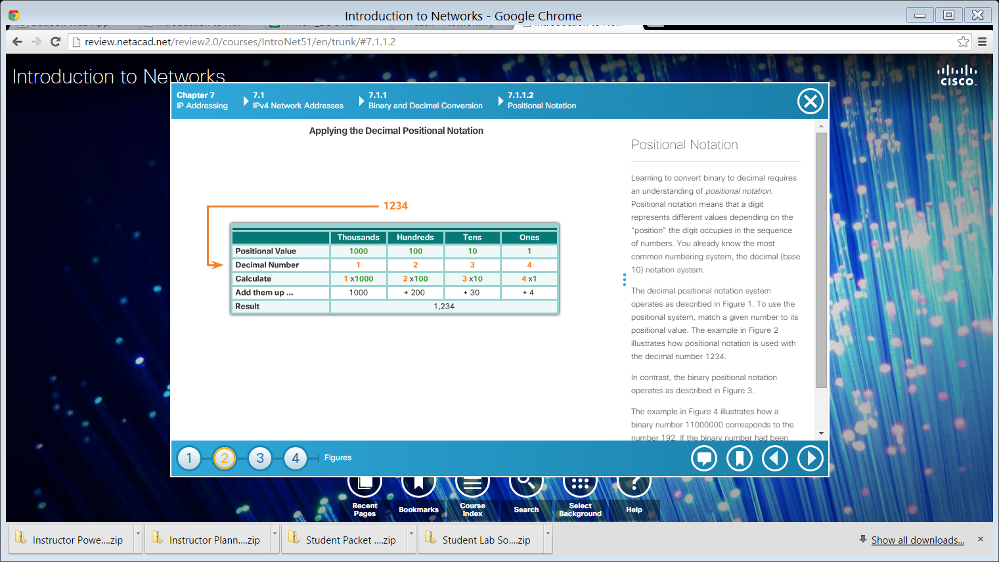 Introduction to Networks - Google Chrome
review.netacad.net/review2.0/courses/IntroNet51/en/trunk/#7.1.1.2
Introduction to Networks
CISCO.
Chapter 7
IP Addressing
7.1
IPv4 Network Addresses
7.1.1
Binary and Decimal Conversion
7.1.1.2
Positional Notation
Applying the Decimal Positional Notation
1234
Thousands Hundreds Tens Ones
Positional Value 1000 100 10 1
Decimal Number 1 2 3 4
Calculate 1 x1000 2 x100 3 x10 4 x1
Add them up ... 1000 + 200 + 30 + 4
Result 1,234
Positional Notation
Learning to convert binary to decimal requires
an understanding of positional notation.
Positional notation means that a digit
represents different values depending on the
“position” the digit occupies in the sequence
of numbers. You already know the most
common numbering system, the decimal (base
10) notation system.
The decimal positional notation system
operates as described in Figure 1. To use the
positional system, match a given number to its
positional value. The example in Figure 2
illustrates how positional notation is used with
the decimal number 1234.
In contrast, the binary positional notation
operates as described in Figure 3.
The example in Figure 4 illustrates how a
binary number 11000000 corresponds to the
number 192. If the binary number had been
1 2 3 4 Figures
Recent
Pages
Bookmarks
Course
Index
Search
Select
Background
Help
Instructor Powe....zip
Instructor Plann....zip
Student Packet ....zip
Student Lab So....zip
Show all downloads...